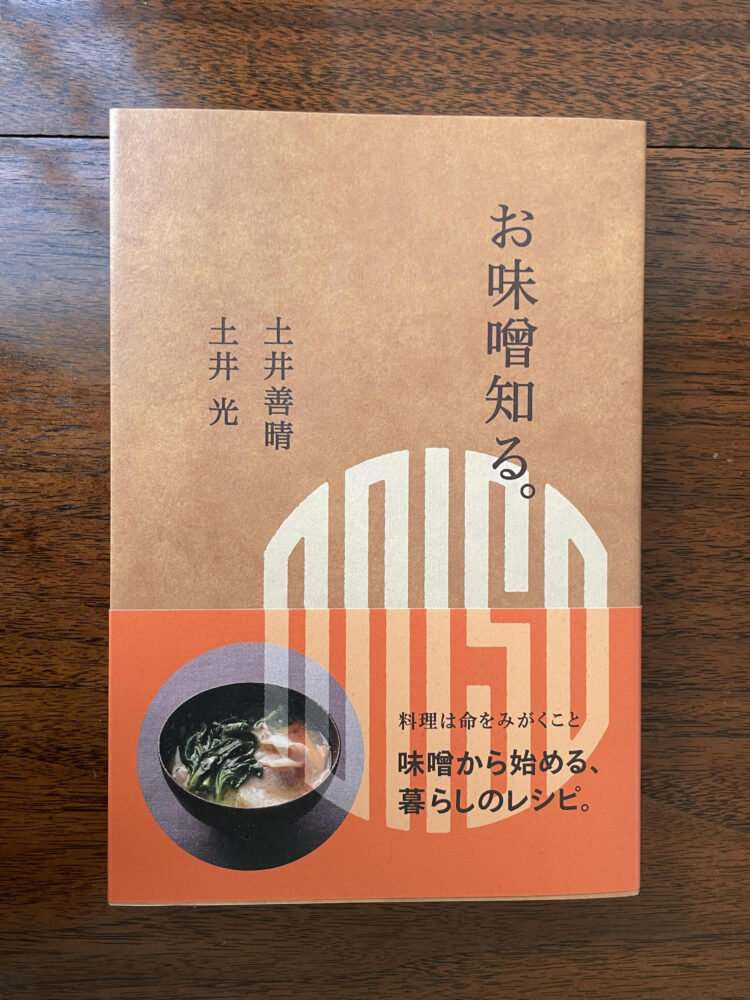 お味噌知る。
土井善晴
土井 光
MISO
料理は命をみがくこと
味噌から始める、
暮らしのレシピ。